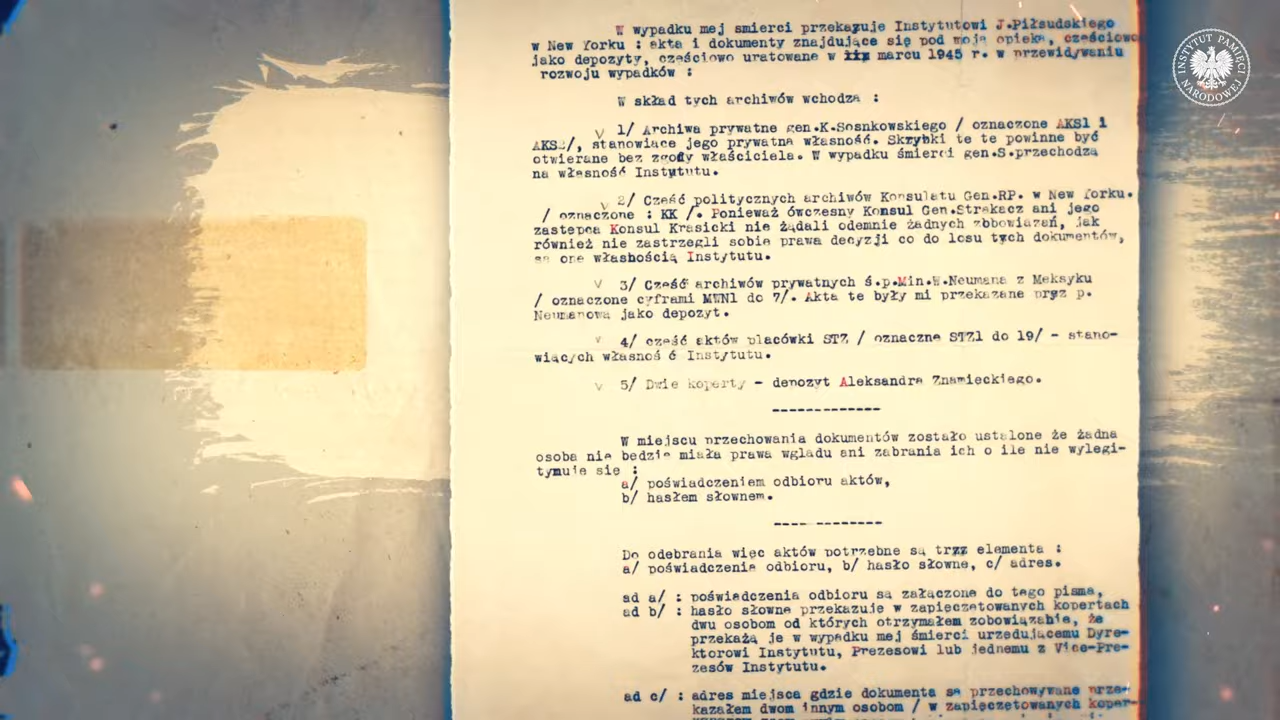 W wypadku mej smierci przekazuje Instytutowi J.Piłsudskiego
w New Yorku : akta i dokumenty znajdujące się pod moją opieką, częściowo
jako depozyty, częściowo uratowane w marcu 1945 r. w przewidywaniu
rozwoju wypadków :
W skład tych archiwów wchodzą :
1/ Archiwa prywatne gen.K.Sosnkowskiego / oznaczone AKS1 i
AKS2/, stanowiące jego prywatną własność. Skrzynki te te powinne być
otwierane bez zgody właściciela. W wypadku śmierci gen.S.przechodzą
na własność Instytutu.
2/ Część politycznych archiwów Konsulatu Gen.RP. w New Yorku.
/ oznaczone : KK /. Ponieważ ówczesny Konsul Gen.Strakacz ani jego
zastępca Konsul Krasicki nie żądali odemnie żadnych zobowiązań, jak
również nie zastrzegli sobie prawa decyzji co do losu tych dokumentów,
są one własnością Instytutu.
3/ Część archiwów prywatnych ś.p.Min.W.Neumana z Meksyku
/ oznaczone cyframi MWN1 do 7/. Akta te były mi przekazane przz p.
Neumanową jako depozyt.
4/ część aktów placówki STZ / oznaczne STZ1 do 19/ - stano-
wiących własnoś ć Instytutu.
5/ Dwie koperty - depozyt Aleksandra Znamieckiego.
-------------
W miejscu przechowania dokumentów zostało ustalone że żadna
osoba nie będzie miała prawa wglądu ani zabrania ich o ile nie wylegi-
tymuje się :
a/ poświadczeniem odbioru aktów,
b/ hasłem słownem.
---- --------
Do odebrania więc aktów potrzebne są trzy elementa :
a/ poświadczenie odbioru, b/ hasło słowne, c/ adres.
ad a/ : poświadczenia odbioru są załączone do tego pisma,
ad b/ : hasło słowne przekazuje w zapieczętowanych kopertach
dwu osobom od których otrzymałem zobowiązanie, że
przekażą je w wypadku mej śmierci urzędującemu Dyre-
ktorowi Instytutu, Prezesowi lub jednemu z Vice-Pre-
zesów Instytutu.
ad c/ : adres miejsca gdzie dokumenta są przechowywane prze-
kazałem dwom innym osobom / w zapieczętowanych koper-
INSTYTUT PAMIĘCI
NARODOWEJ